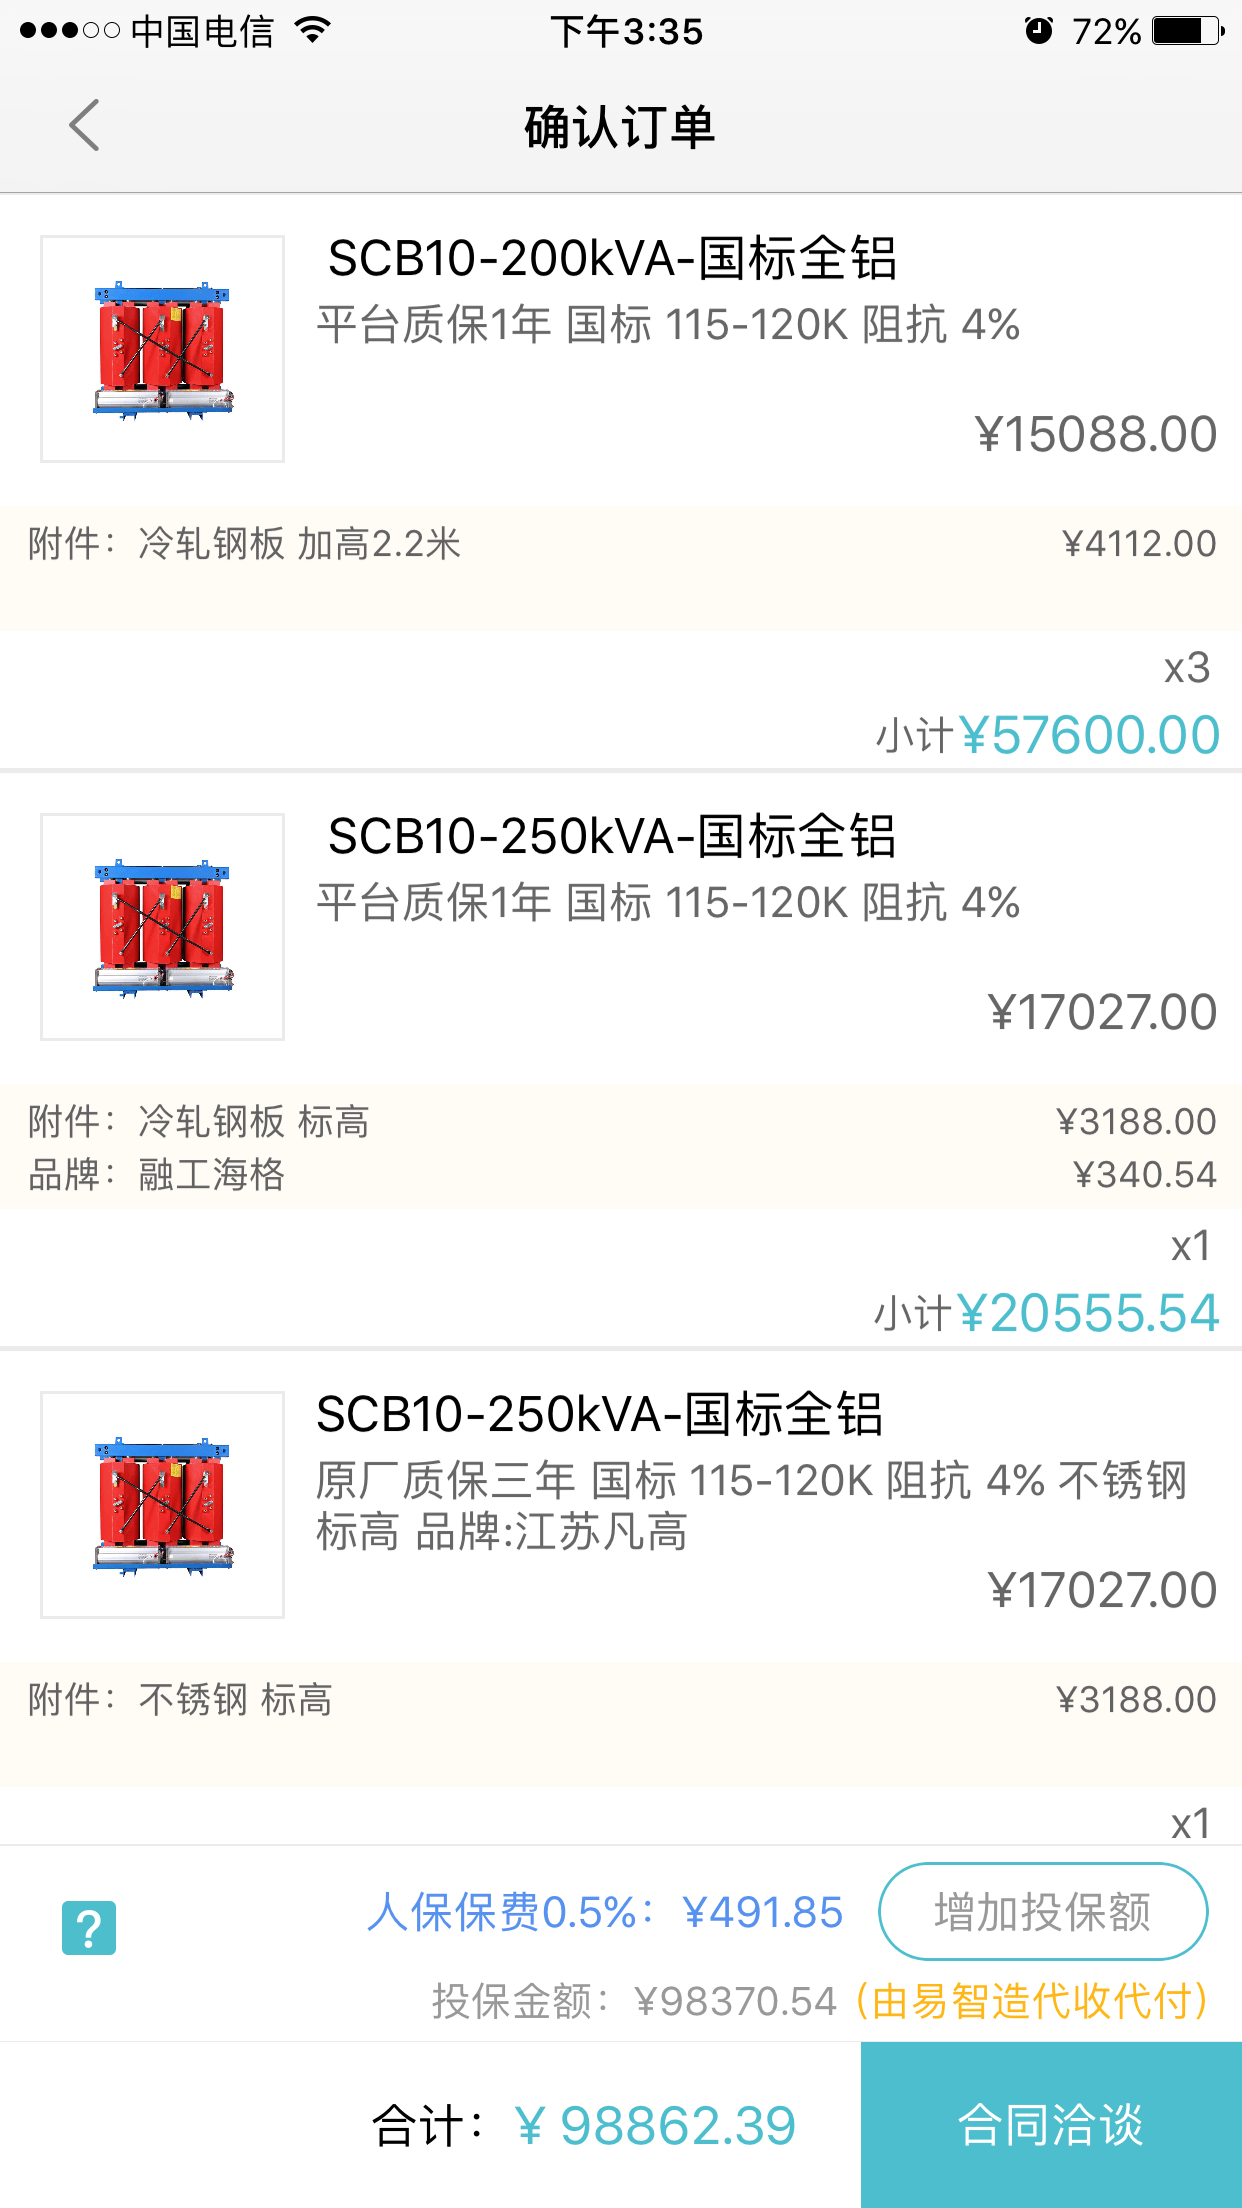 中国电信 下午3:35 72%
确认订单
SCB10-200kVA-国标全铝
平台质保1年 国标 115-120K 阻抗 4%
¥15088.00
附件：冷轧钢板 加高2.2米 ¥4112.00
x3
小计¥57600.00
SCB10-250kVA-国标全铝
平台质保1年 国标 115-120K 阻抗 4%
¥17027.00
附件：冷轧钢板 标高 ¥3188.00
品牌：融工海格 ¥340.54
x1
小计¥20555.54
SCB10-250kVA-国标全铝
原厂质保三年 国标 115-120K 阻抗 4% 不锈钢
标高 品牌:江苏凡高
¥17027.00
附件：不锈钢 标高 ¥3188.00
x1
? 人保保费0.5%：¥491.85 增加投保额
投保金额：¥98370.54 (由易智造代收代付)
合计：¥ 98862.39 合同洽谈